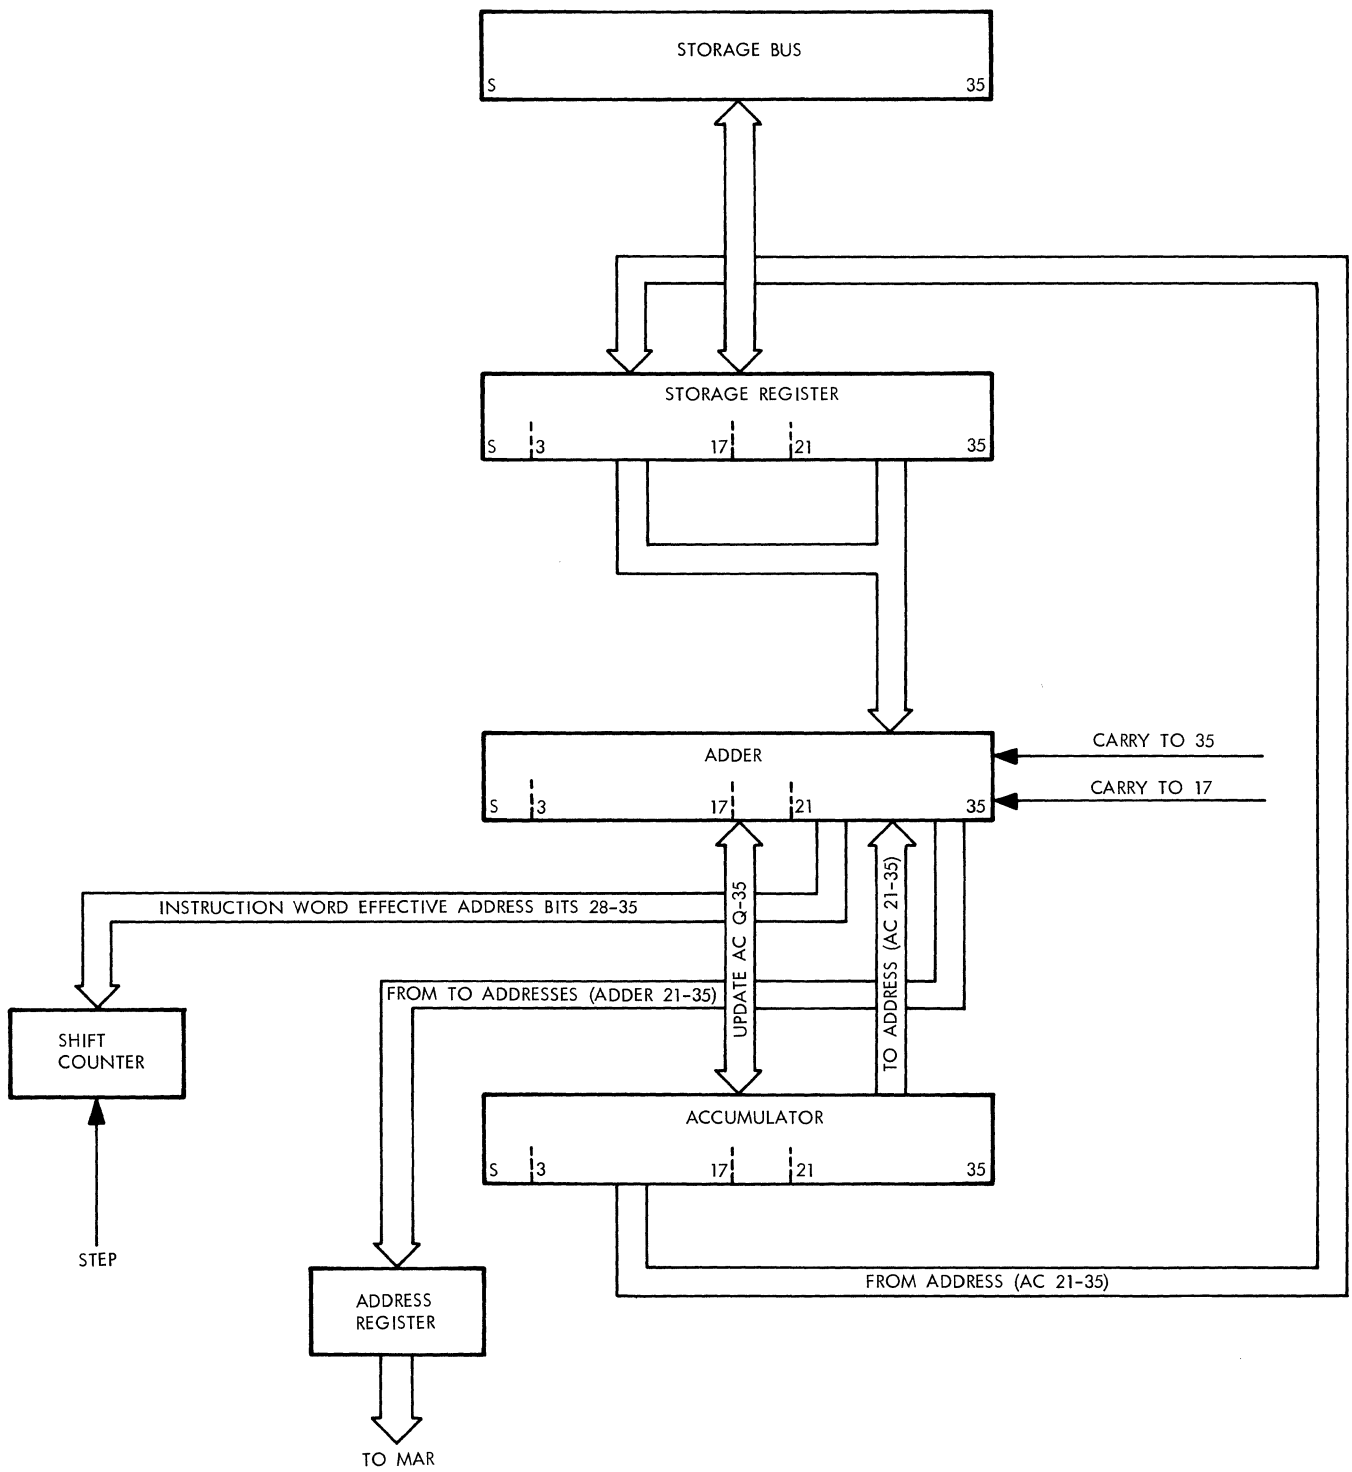 STORAGE BUS
S 35
STORAGE REGISTER
S 3 17 21 35
ADDER
S 3 17 21 35
CARRY TO 35
CARRY TO 17
INSTRUCTION WORD EFFECTIVE ADDRESS BITS 28-35
UPDATE AC Q-35
TO ADDRESS (AC 21-35)
FROM TO ADDRESSES (ADDER 21-35)
SHIFT
COUNTER
STEP
ACCUMULATOR
S 3 17 21 35
FROM ADDRESS (AC 21-35)
ADDRESS
REGISTER
TO MAR